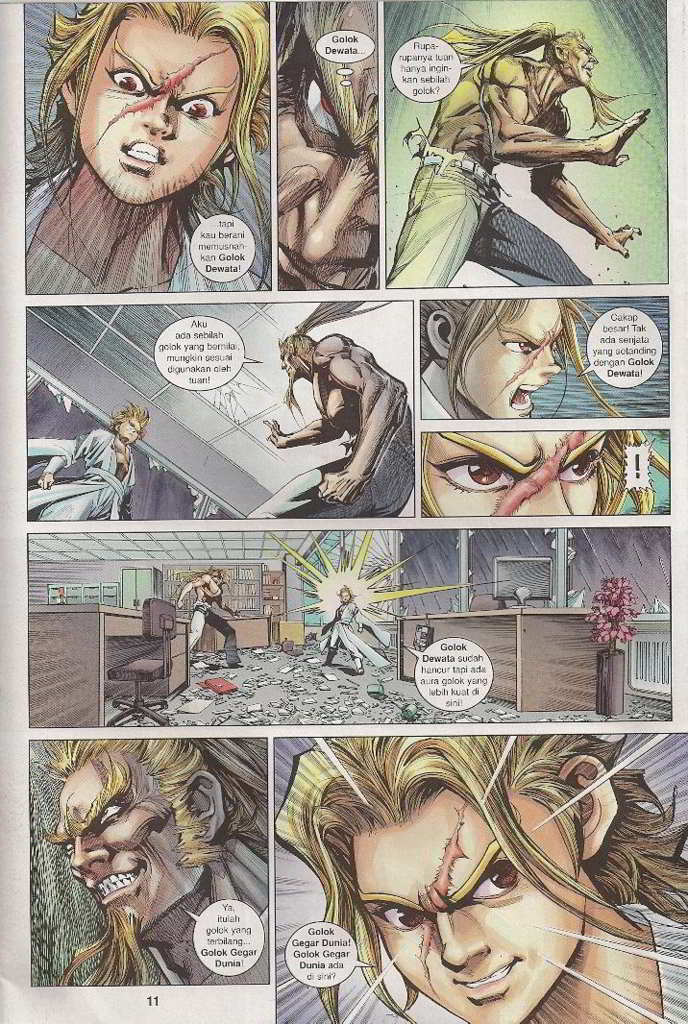 ...tapi
kau berani
memusnah-
kan Golok
Dewata!
Golok
Dewata...
Rupa-
rupanya tuan
hanya ingin-
kan sebilah
golok?
Aku
ada sebilah
golok yang bernilai,
mungkin sesuai
digunakan oleh
tuan!
Cakap
besar! Tak
ada senjata
yang setanding
dengan Golok
Dewata!
!
Golok
Dewata sudah
hancur tapi ada
aura golok yang
lebih kuat di
sini!
Ya,
itulah
golok yang
terbilang...
Golok Gegar
Dunia!
Golok
Gegar Dunia!
Golok Gegar
Dunia ada
di sini?
11